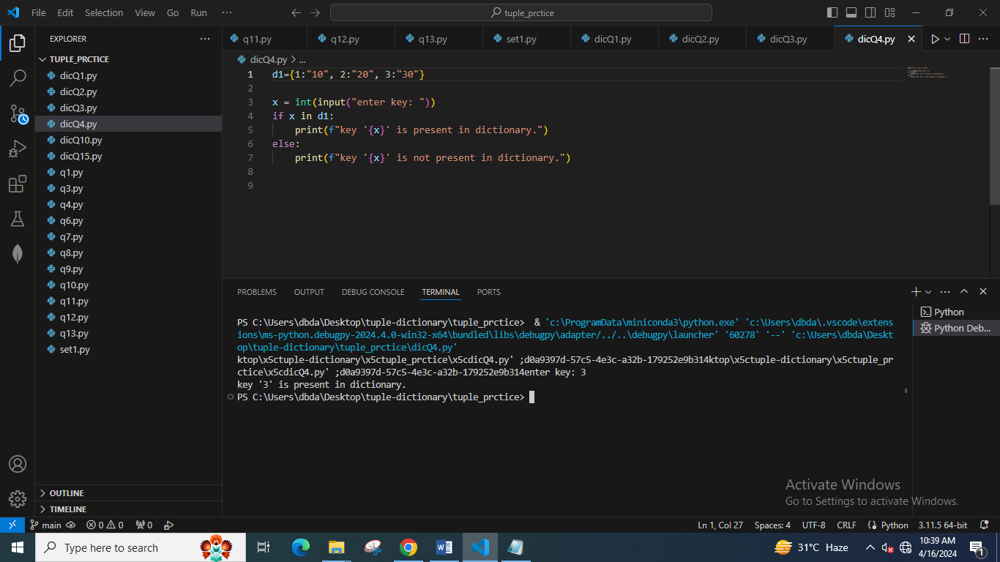 File Edit Selection View Go Run ···
tuple_prctice
EXPLORER
q11.py q12.py q13.py set1.py dicQ1.py dicQ2.py dicQ3.py dicQ4.py
TUPLE_PRCTICE
dicQ1.py
dicQ2.py
dicQ3.py
dicQ4.py
dicQ10.py
dicQ15.py
q1.py
q3.py
q4.py
q6.py
q7.py
q8.py
q9.py
q10.py
q11.py
q12.py
q13.py
set1.py
OUTLINE
TIMELINE
dicQ4.py > ...
1 d1={1:"10", 2:"20", 3:"30"}
2
3 x = int(input("enter key: "))
4 if x in d1:
5 print(f"key '{x}' is present in dictionary.")
6 else:
7 print(f"key '{x}' is not present in dictionary.")
8
9
PROBLEMS OUTPUT DEBUG CONSOLE TERMINAL PORTS
Python
Python Deb...
PS C:\Users\dbda\Desktop\tuple-dictionary\tuple_prctice>  & 'c:\ProgramData\miniconda3\python.exe' 'c:\Users\dbda\.vscode\extens
ions\ms-python.debugpy-2024.4.0-win32-x64\bundled\libs\debugpy\adapter/../..\debugpy\launcher' '60278' '--' 'c:\Users\dbda\Deskt
op\tuple-dictionary\tuple_prctice\dicQ4.py'
ktop\x5ctuple-dictionary\x5ctuple_prctice\x5cdicQ4.py' ;d0a9397d-57c5-4e3c-a32b-179252e9b314ktop\x5ctuple-dictionary\x5ctuple_pr
ctice\x5cdicQ4.py' ;d0a9397d-57c5-4e3c-a32b-179252e9b314enter key: 3
key '3' is present in dictionary.
PS C:\Users\dbda\Desktop\tuple-dictionary\tuple_prctice>
Activate Windows
Go to Settings to activate Windows.
main 0 0 0 Ln 1, Col 27 Spaces: 4 UTF-8 CRLF Python 3.11.5 64-bit
Type here to search
31°C Haze
10:39 AM
4/16/2024
1